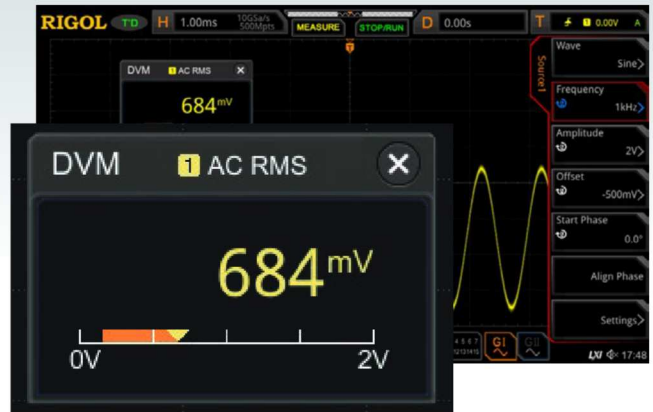 RIGOL T'D H 1.00ms 10GSa/s 500Mpts MEASURE STOP/RUN D 0.00s T 1 0.00V A
DVM 1 AC RMS ×
684mV
Source1
Wave
Sine>
Frequency
1kHz>
Amplitude
2V>
Offset
-500mV>
Start Phase
0.0°
Align Phase
Settings>
DVM 1 AC RMS ×
684mV
0V 2V
GI GII
LXI 17:48